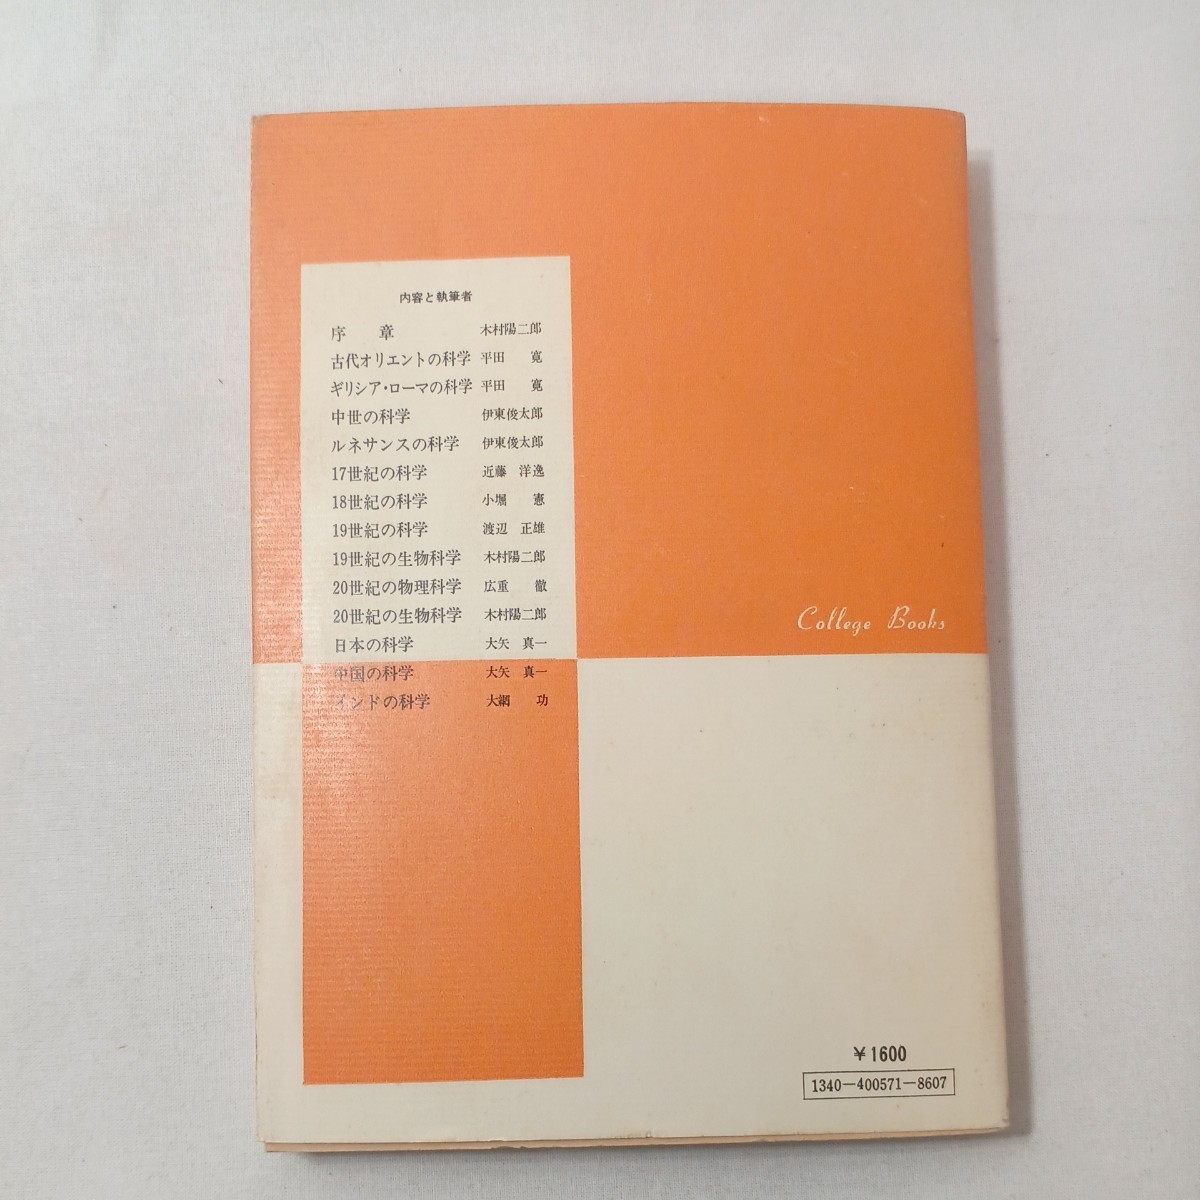 内容と執筆者
序 章 木村陽二郎
古代オリエントの科学 平田 寛
ギリシア・ローマの科学 平田 寛
中世の科学 伊東俊太郎
ルネサンスの科学 伊東俊太郎
17世紀の科学 近藤 洋逸
18世紀の科学 小堀 憲
19世紀の科学 渡辺 正雄
19世紀の生物科学 木村陽二郎
20世紀の物理科学 広重 徹
20世紀の生物科学 木村陽二郎
日本の科学 大矢 真一
中国の科学 大矢 真一
インドの科学 大網 功
College Books
¥1600
1340-400571-8607